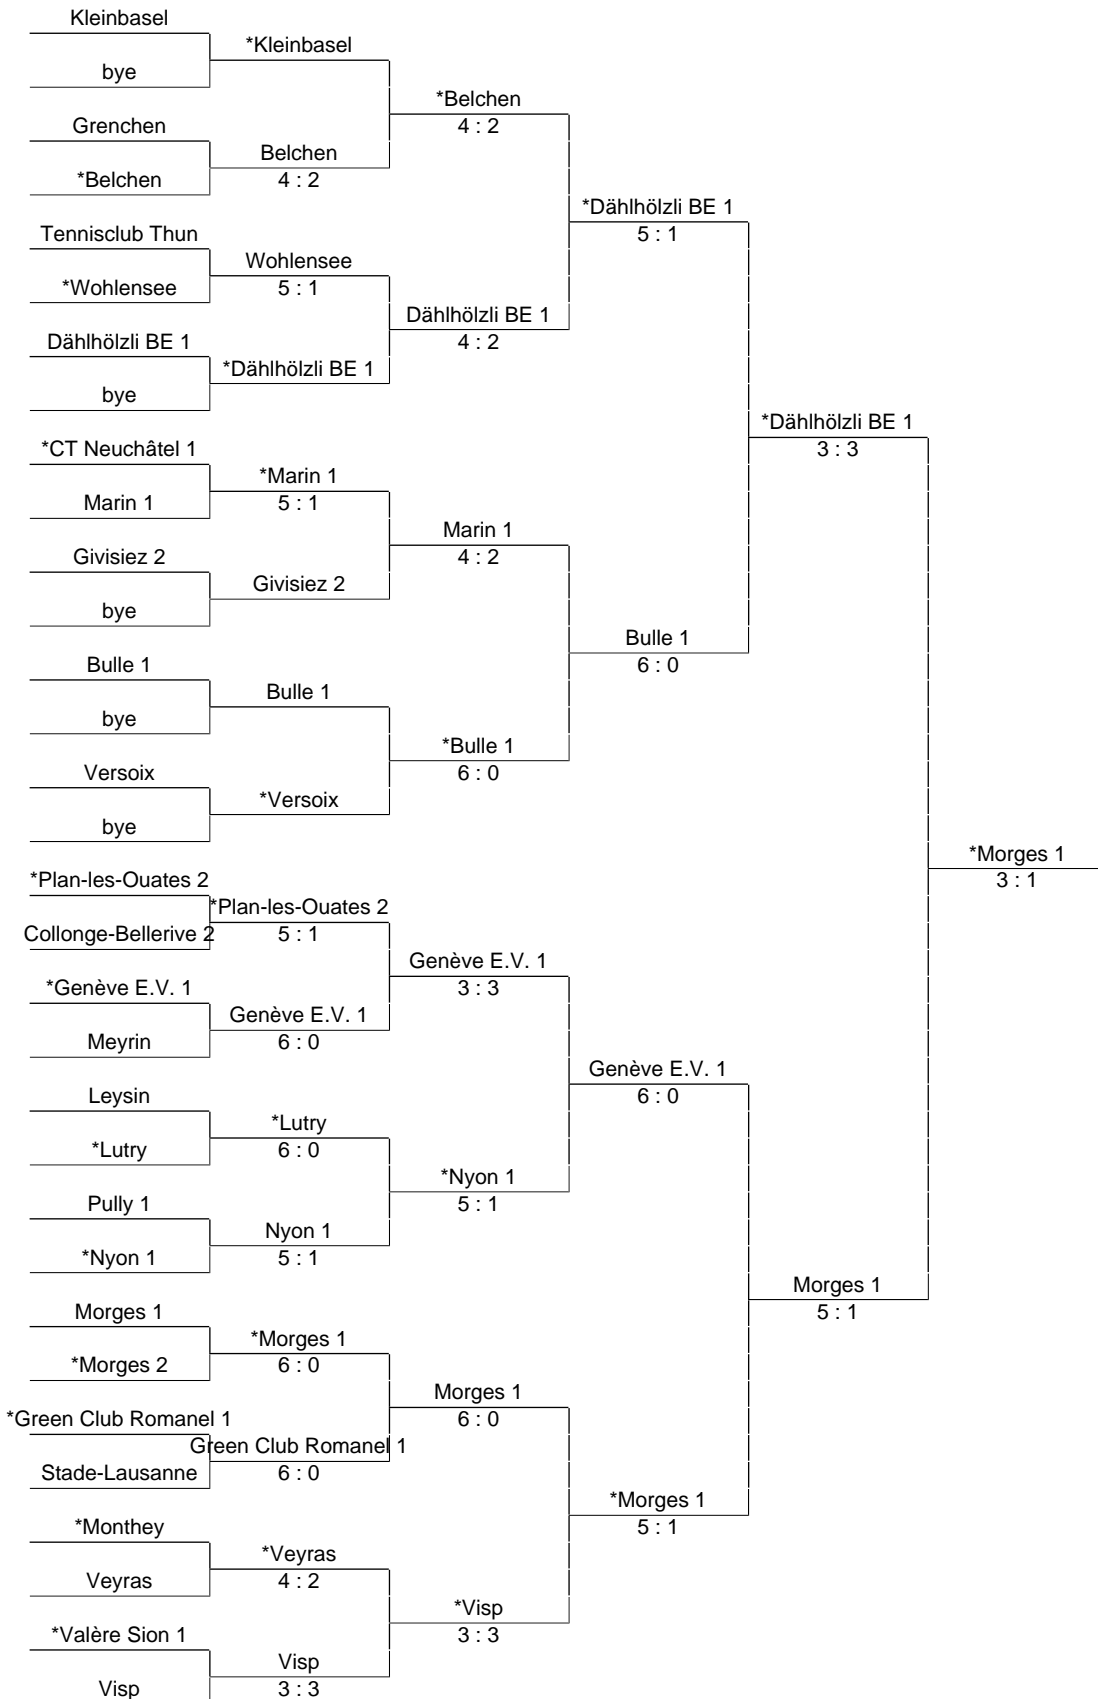 Kleinbasel
bye
Grenchen
*Belchen
Tennisclub Thun
*Wohlensee
Dählhölzli BE 1
bye
*CT Neuchâtel 1
Marin 1
Givisiez 2
bye
Bulle 1
bye
Versoix
bye
*Plan-les-Ouates 2
Collonge-Bellerive 2
*Genève E.V. 1
Meyrin
Leysin
*Lutry
Pully 1
*Nyon 1
Morges 1
*Morges 2
*Green Club Romanel 1
Stade-Lausanne
*Monthey
Veyras
*Valère Sion 1
Visp
*Kleinbasel
Belchen
4 : 2
Wohlensee
5 : 1
*Dählhölzli BE 1
*Marin 1
5 : 1
Givisiez 2
Bulle 1
*Versoix
*Plan-les-Ouates 2
5 : 1
Genève E.V. 1
6 : 0
*Lutry
6 : 0
Nyon 1
5 : 1
*Morges 1
6 : 0
Green Club Romanel 1
6 : 0
*Veyras
4 : 2
Visp
3 : 3
*Belchen
4 : 2
Dählhölzli BE 1
4 : 2
Marin 1
4 : 2
*Bulle 1
6 : 0
Genève E.V. 1
3 : 3
*Nyon 1
5 : 1
Morges 1
6 : 0
*Visp
3 : 3
*Dählhölzli BE 1
5 : 1
Bulle 1
6 : 0
Genève E.V. 1
6 : 0
*Morges 1
5 : 1
*Dählhölzli BE 1
3 : 3
Morges 1
5 : 1
*Morges 1
3 : 1